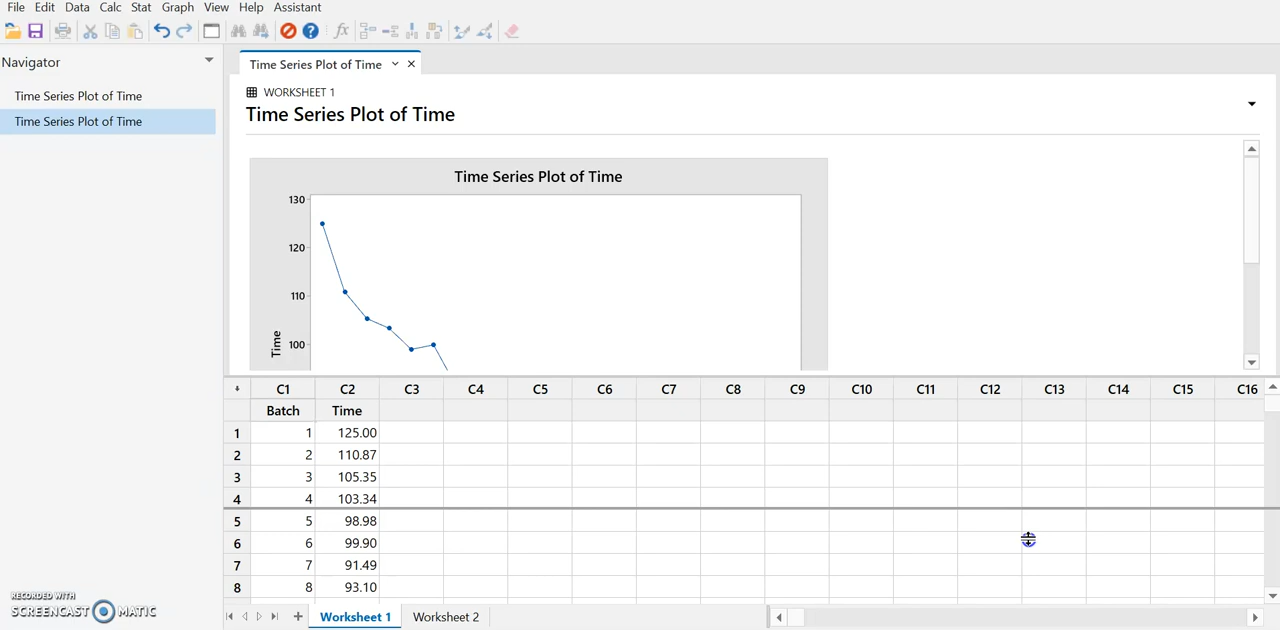 File Edit Data Calc Stat Graph View Help Assistant
Navigator
Time Series Plot of Time
Time Series Plot of Time
Time Series Plot of Time
WORKSHEET 1
Time Series Plot of Time
Time Series Plot of Time
130
120
110
100
Time
C1 C2 C3 C4 C5 C6 C7 C8 C9 C10 C11 C12 C13 C14 C15 C16
Batch Time
1 1 125.00
2 2 110.87
3 3 105.35
4 4 103.34
5 5 98.98
6 6 99.90
7 7 91.49
8 8 93.10
Worksheet 1 Worksheet 2
RECORDED WITH
SCREENCAST MATIC